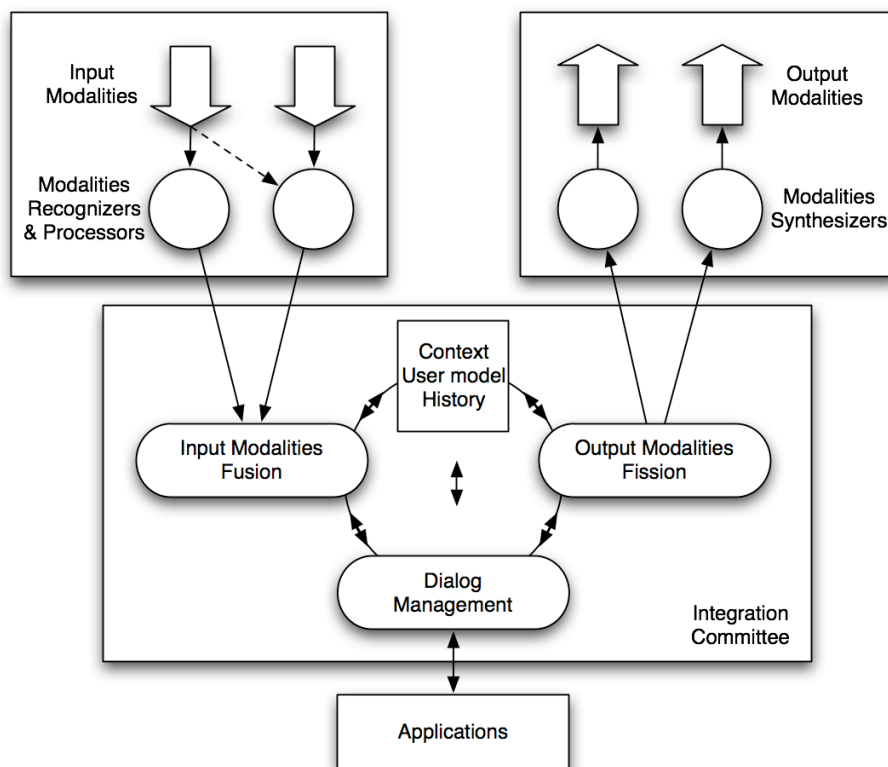 Input
Modalities
Modalities
Recognizers
& Processors
Output
Modalities
Modalities
Synthesizers
Context
User model
History
Input Modalities
Fusion
Output Modalities
Fission
Dialog
Management
Integration
Committee
Applications